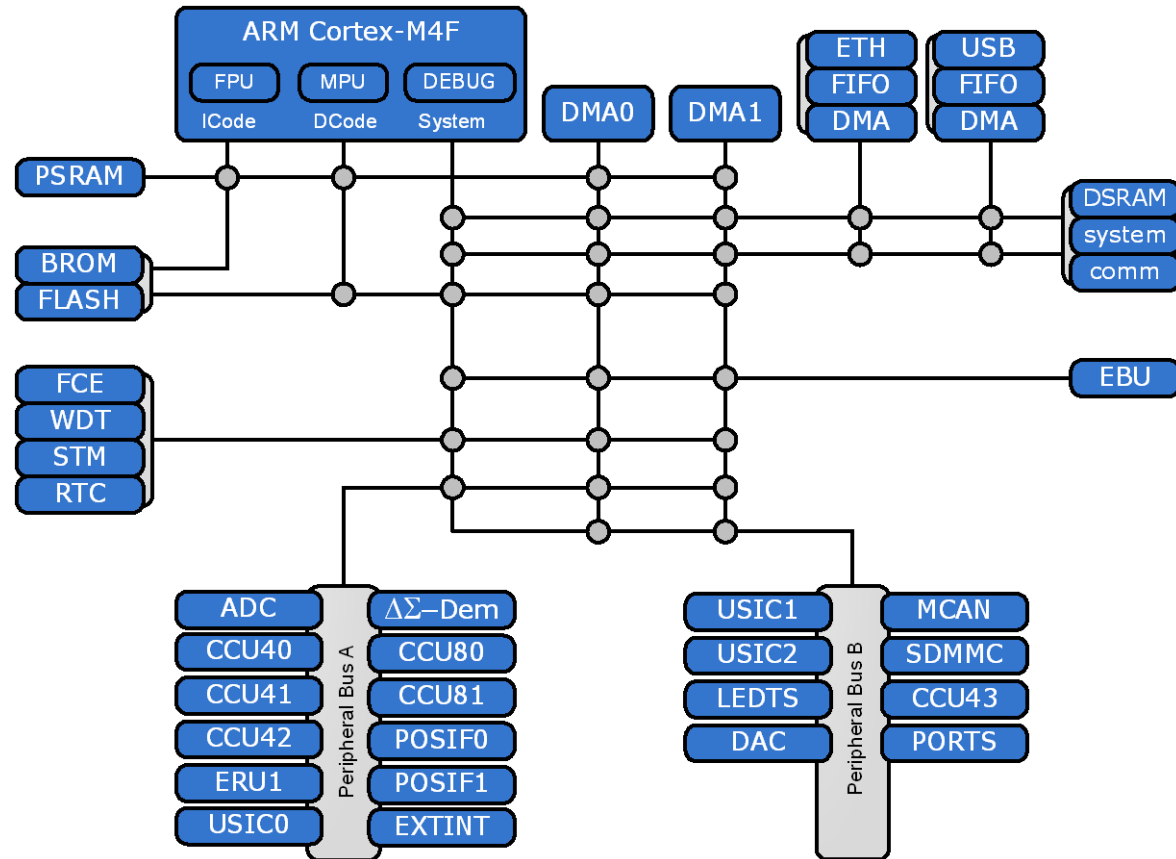 ARM Cortex-M4F
FPU
MPU
DEBUG
ICode
DCode
System
DMA0
DMA1
ETH
FIFO
DMA
USB
FIFO
DMA
PSRAM
BROM
FLASH
DSRAM
system
comm
FCE
WDT
STM
RTC
EBU
Peripheral Bus A
ADC
CCU40
CCU41
CCU42
ERU1
USIC0
ΔΣ−Dem
CCU80
CCU81
POSIF0
POSIF1
EXTINT
Peripheral Bus B
USIC1
USIC2
LEDTS
DAC
MCAN
SDMMC
CCU43
PORTS